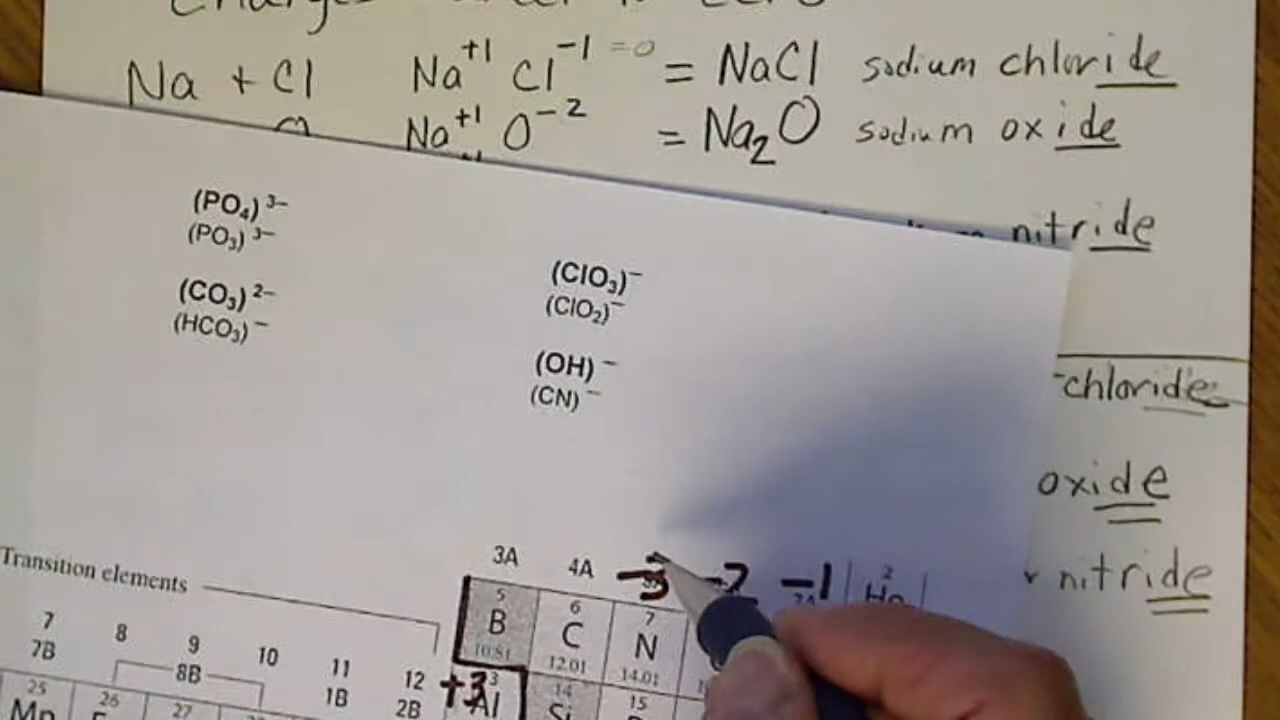 Na + Cl Na+1 Cl-1 =0 = NaCl sodium chloride
O Na+1 O-2 = Na2O sodium oxide
nitride
(PO4) 3–
(PO3) 3–
(CO3) 2–
(HCO3) –
(ClO3)–
(ClO2)–
(OH) –
(CN) –
chloride
oxide
nitride
Transition elements
3A 4A -3 -2 -1 2
5 6 7
B C N
10.81 12.01 14.01
7 8 9 10 11 12
7B 8B 1B 2B
+3 Al 14 15
25 26 27
Mn